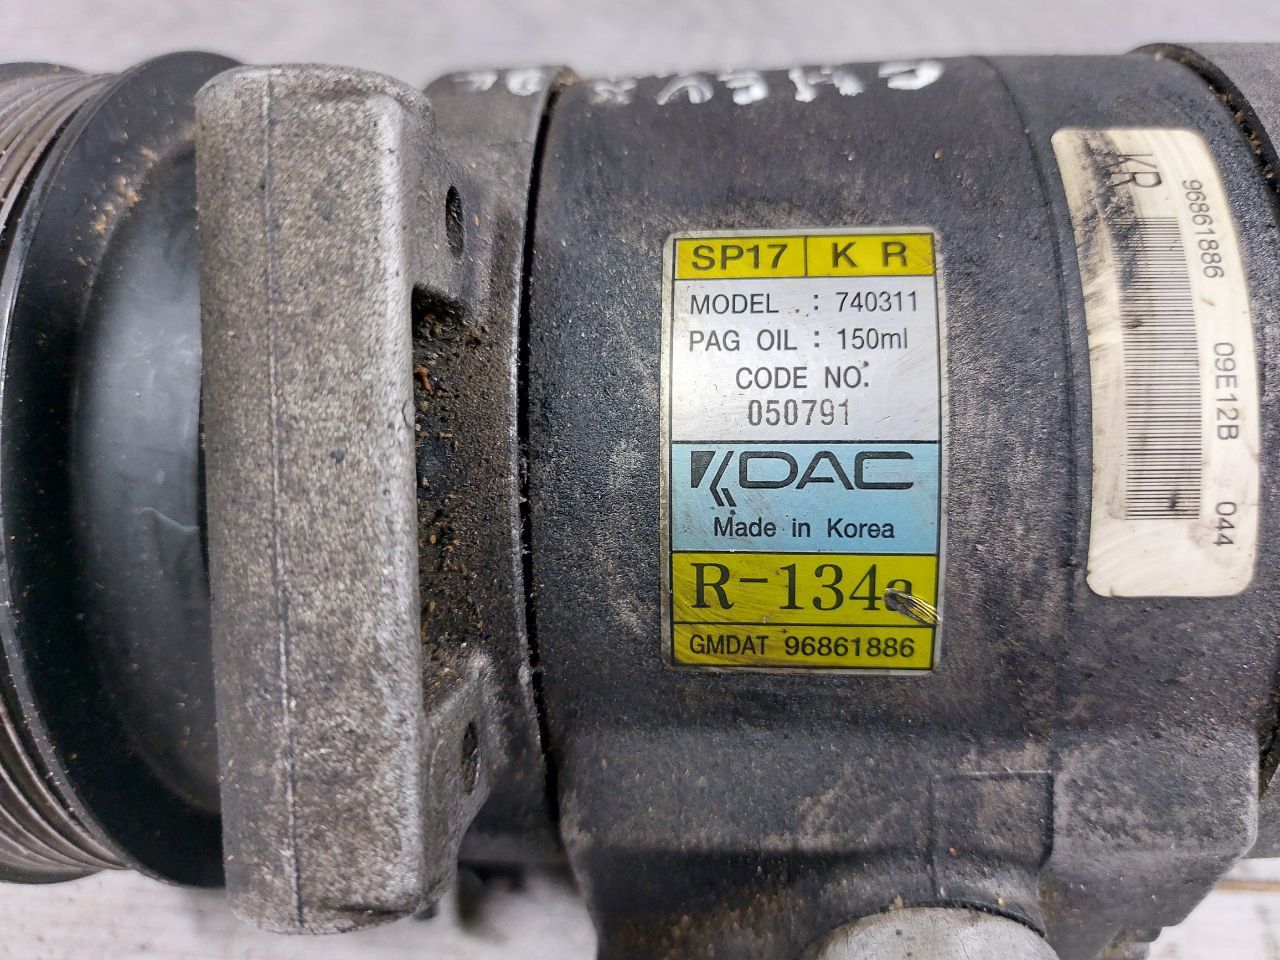 SP17 K R
MODEL : 740311
PAG OIL : 150ml
CODE NO.
050791
KDAC
Made in Korea
R-134a
GMDAT 96861886
KR
96861886 09E12B 044